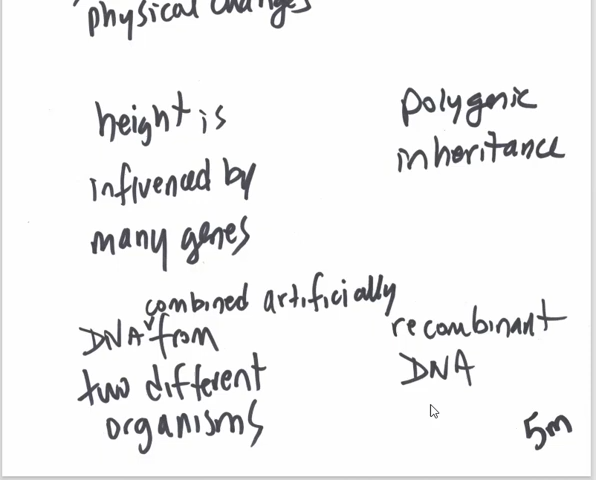 physical changes
height is
influenced by
many genes
polygenic
inheritance
combined artificially
DNA from
two different
organisms
recombinant
DNA
5m